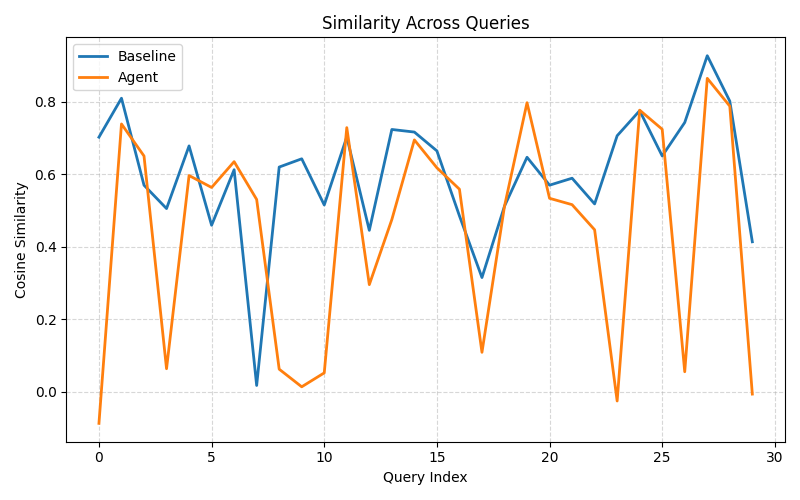 Similarity Across Queries
Baseline
Agent
Cosine Similarity
0.8
0.6
0.4
0.2
0.0
0 5 10 15 20 25 30
Query Index